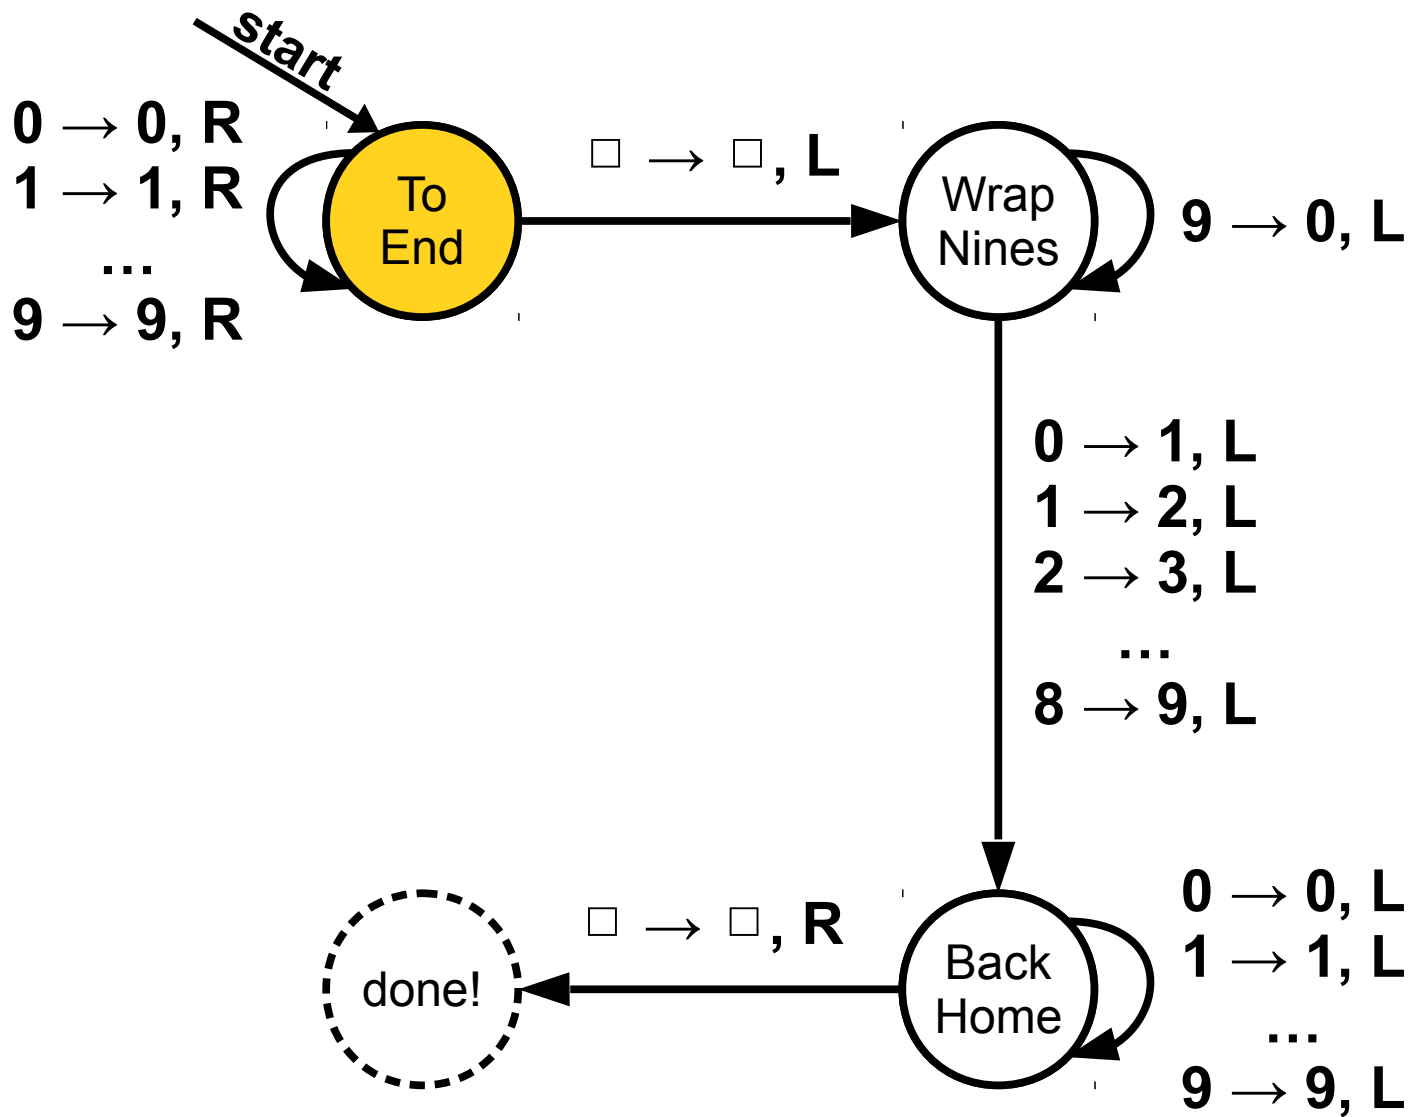 start
0 → 0, R
1 → 1, R
...
9 → 9, R
To
End
□ → □, L
Wrap
Nines
9 → 0, L
0 → 1, L
1 → 2, L
2 → 3, L
...
8 → 9, L
done!
□ → □, R
Back
Home
0 → 0, L
1 → 1, L
...
9 → 9, L